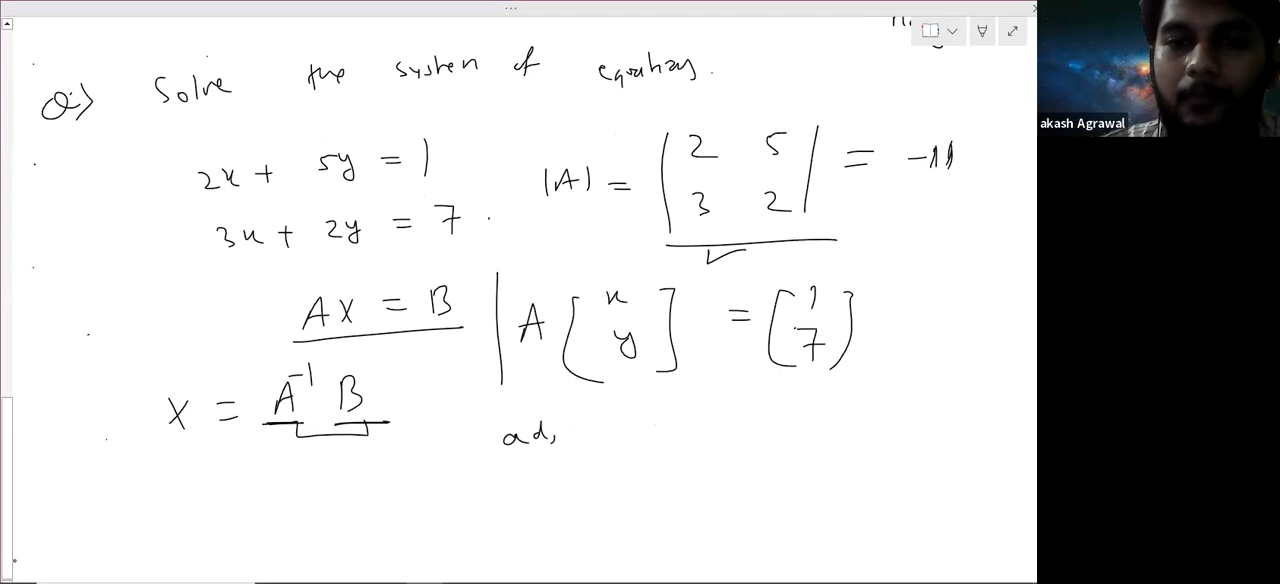 Q:) Solve the system of equations.
akash Agrawal
2x + 5y = 1
3x + 2y = 7.
|A| = | 2 5 | = -11
| 3 2 |
AX = B
A [ x ] = [ 1 ]
[ y ] [ 7 ]
X = A⁻¹ B
ad,